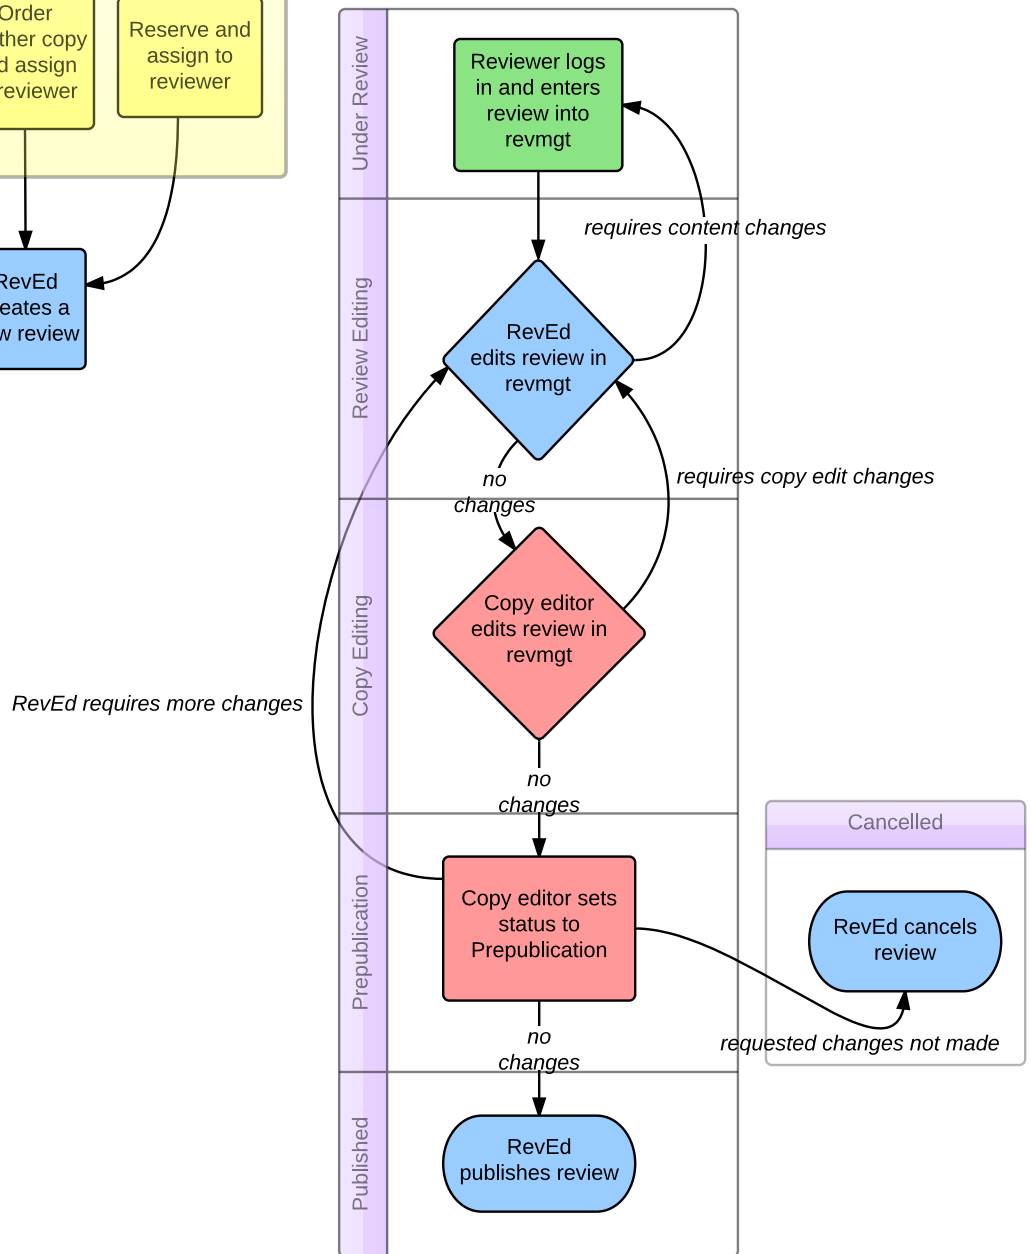 Order
ther copy
d assign
reviewer
Reserve and
assign to
reviewer
RevEd
eates a
w review
Under Review
Reviewer logs
in and enters
review into
revmgt
requires content changes
Review Editing
RevEd
edits review in
revmgt
no
changes
requires copy edit changes
Copy Editing
Copy editor
edits review in
revmgt
RevEd requires more changes
no
changes
Prepublication
Copy editor sets
status to
Prepublication
Cancelled
RevEd cancels
review
requested changes not made
no
changes
Published
RevEd
publishes review